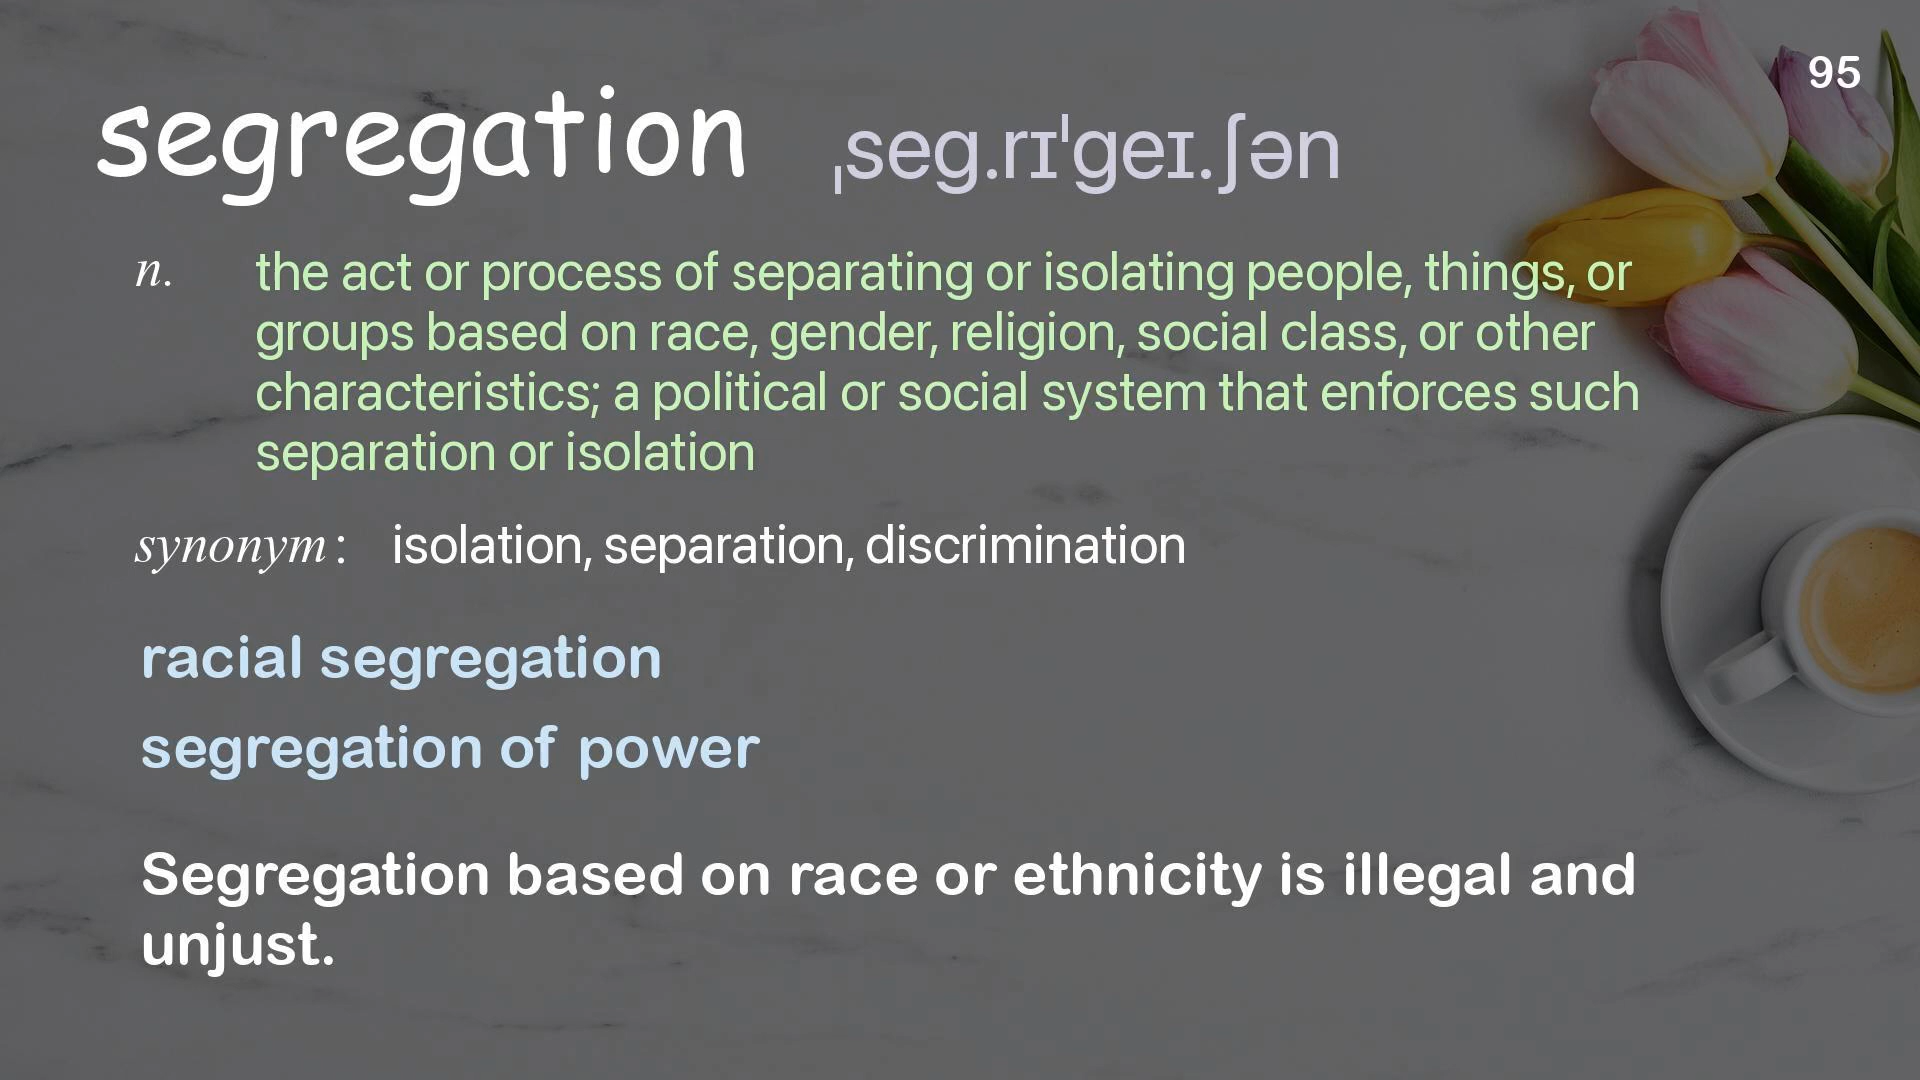 95
segregation ˌseg.rɪˈgeɪ.ʃən
n. the act or process of separating or isolating people, things, or
groups based on race, gender, religion, social class, or other
characteristics; a political or social system that enforces such
separation or isolation
synonym: isolation, separation, discrimination
racial segregation
segregation of power
Segregation based on race or ethnicity is illegal and
unjust.